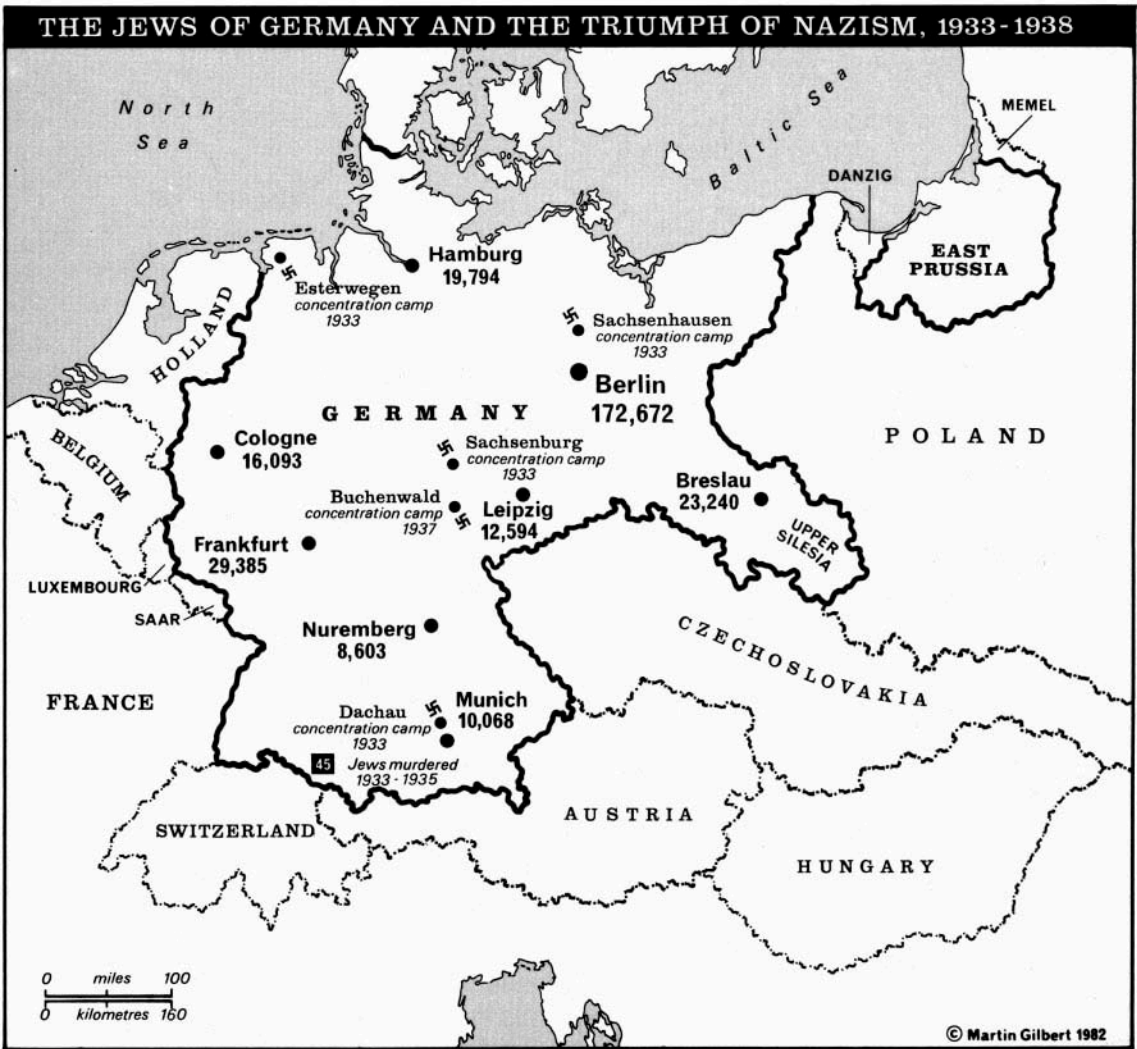 THE JEWS OF GERMANY AND THE TRIUMPH OF NAZISM, 1933-1938
North
Sea
Baltic Sea
MEMEL
DANZIG
EAST
PRUSSIA
Hamburg
19,794
Esterwegen
concentration camp
1933
HOLLAND
Sachsenhausen
concentration camp
1933
Berlin
172,672
GERMANY
POLAND
BELGIUM
Cologne
16,093
Sachsenburg
concentration camp
1933
Buchenwald
concentration camp
1937
Leipzig
12,594
Breslau
23,240
UPPER
SILESIA
Frankfurt
29,385
LUXEMBOURG
SAAR
Nuremberg
8,603
CZECHOSLOVAKIA
FRANCE
Munich
10,068
Dachau
concentration camp
1933
45 Jews murdered
1933 - 1935
AUSTRIA
SWITZERLAND
HUNGARY
0 miles 100
0 kilometres 160
© Martin Gilbert 1982